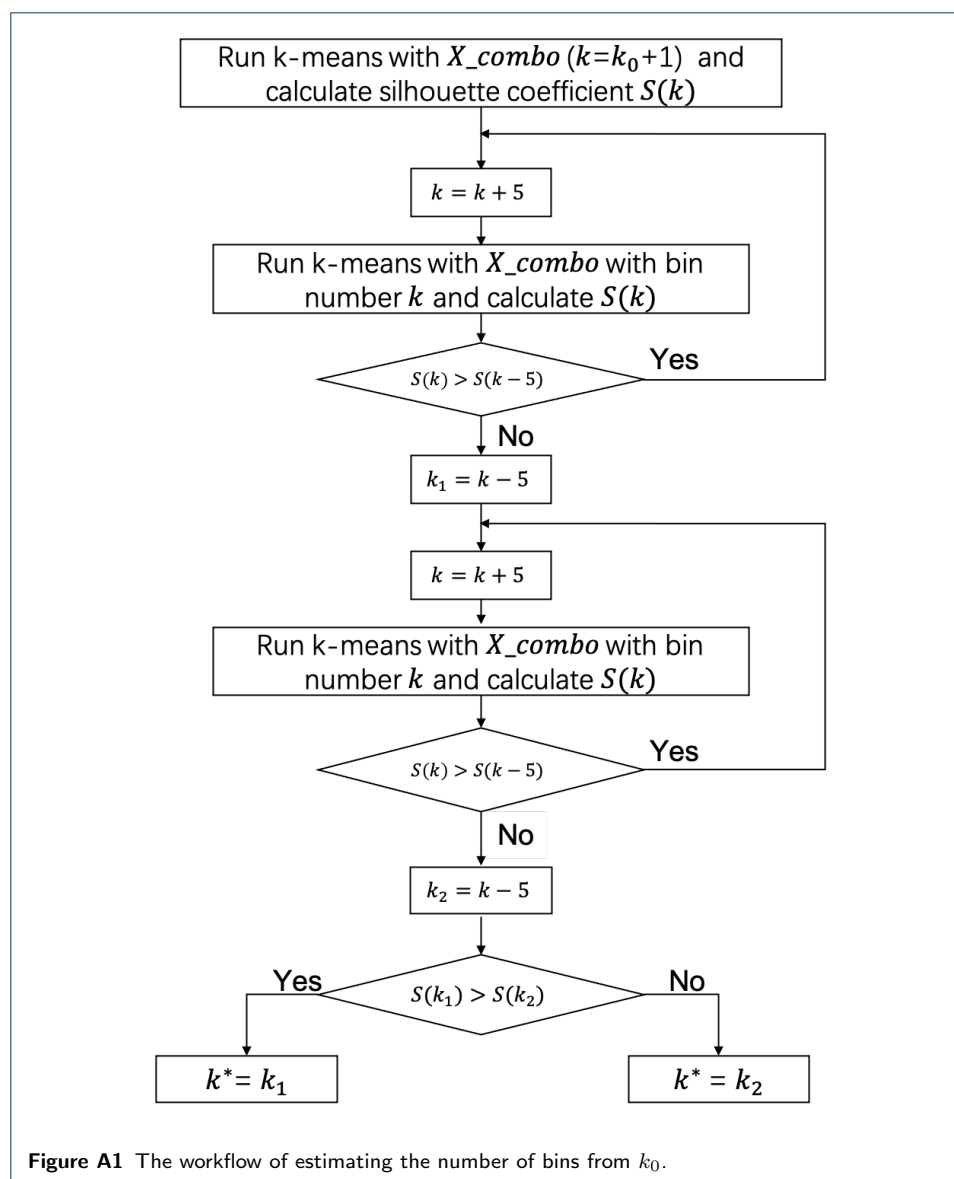 Run k-means with X_combo (k=k₀+1) and
calculate silhouette coefficient S(k)
k = k + 5
Run k-means with X_combo with bin
number k and calculate S(k)
S(k) > S(k − 5)
Yes
No
k₁ = k − 5
k = k + 5
Run k-means with X_combo with bin
number k and calculate S(k)
S(k) > S(k − 5)
Yes
No
k₂ = k − 5
Yes
S(k₁) > S(k₂)
No
k* = k₁
k* = k₂
Figure A1 The workflow of estimating the number of bins from k₀.